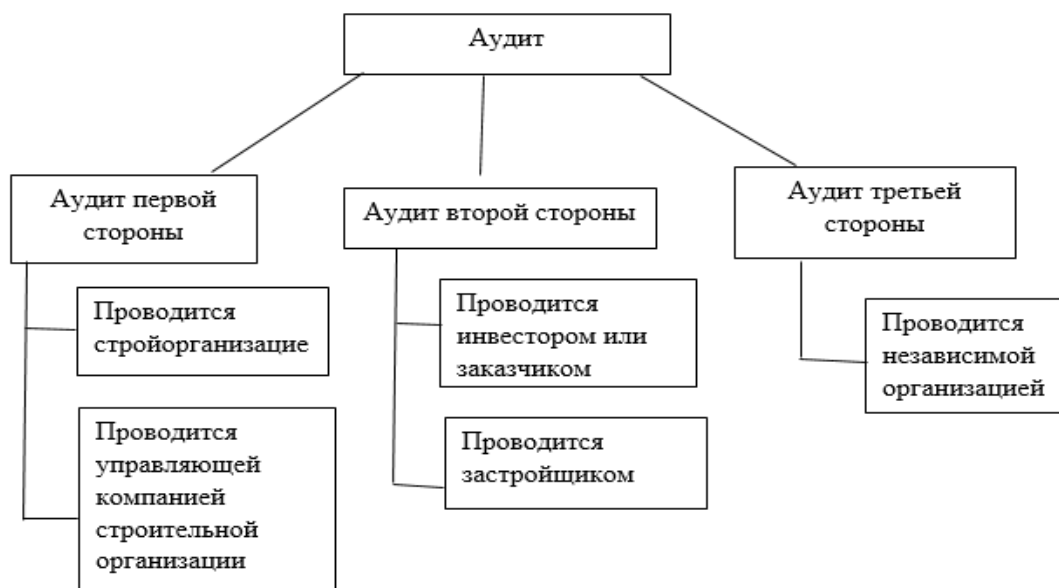 Аудит
Аудит первой
стороны
Аудит второй стороны
Аудит третьей
стороны
Проводится
стройорганизацие
Проводится
управляющей
компанией
строительной
организации
Проводится
инвестором или
заказчиком
Проводится
застройщиком
Проводится
независимой
организацией